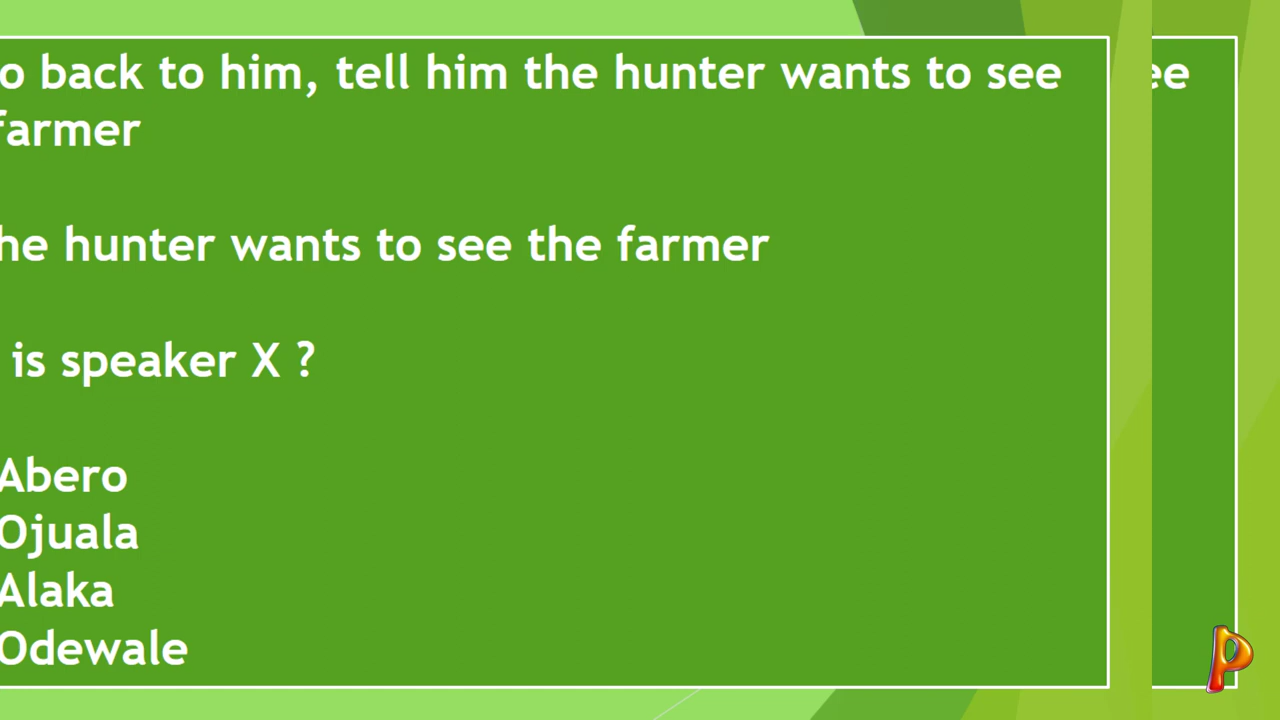 o back to him, tell him the hunter wants to see
farmer
he hunter wants to see the farmer
is speaker X ?
Abero
Ojuala
Alaka
Odewale
ee
P